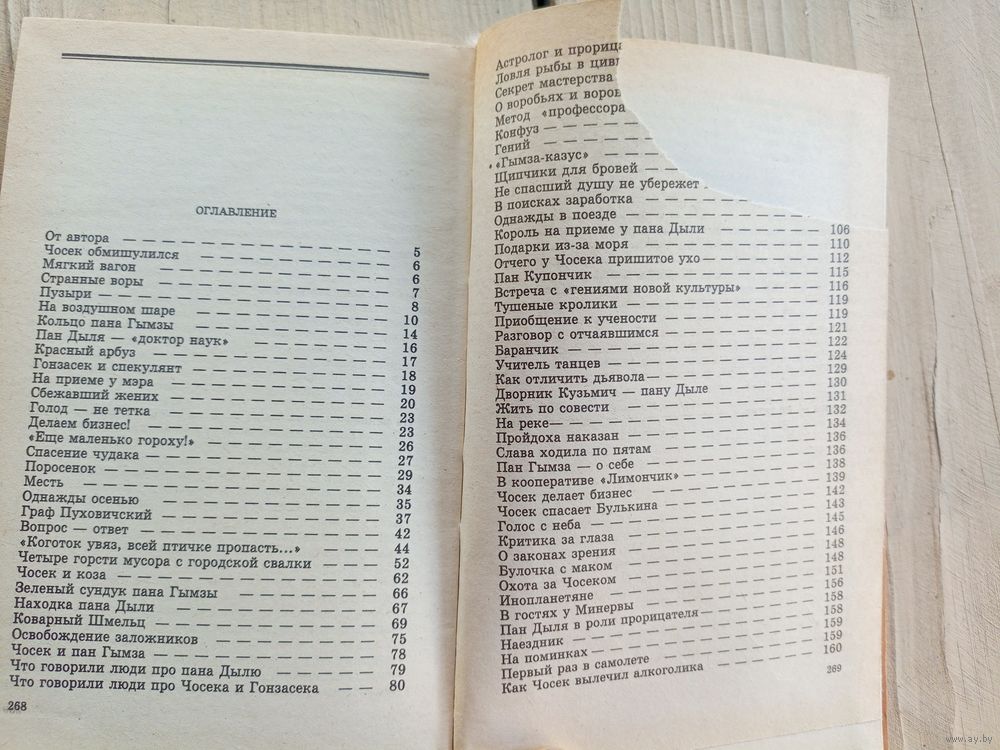 ОГЛАВЛЕНИЕ
От автора — 5
Чосек обмишулился — 6
Мягкий вагон — 6
Странные воры — 7
Пузыри — 8
На воздушном шаре — 10
Кольцо пана Гымзы — 14
Пан Дыля — «доктор наук» — 16
Красный арбуз — 17
Гонзасек и спекулянт — 18
На приеме у мэра — 19
Сбежавший жених — 20
Голод — не тетка — 23
Делаем бизнес! — 23
«Еще маленько гороху!» — 26
Спасение чудака — 27
Поросенок — 29
Месть — 34
Однажды осенью — 35
Граф Пуховичский — 37
Вопрос — ответ — 42
«Коготок увяз, всей птичке пропасть...» — 44
Четыре горсти мусора с городской свалки — 52
Чосек и коза — 62
Зеленый сундук пана Гымзы — 66
Находка пана Дыли — 67
Коварный Шмельц — 69
Освобождение заложников — 75
Чосек и пан Гымза — 78
Что говорили люди про пана Дылю — 79
Что говорили люди про Чосека и Гонзасека — 80
268
Астролог и
Ловля рыбы в
Секрет мастерства
О воробьях и
Метод «профессора
Конфуз —
Гений —
«Гымза-казус» —
Щипчики для бровей —
Не спасший душу не убережет
В поисках заработка —
Однажды в поезде —
Король на приеме у пана Дыли — 106
Подарки из-за моря — 110
Отчего у Чосека пришитое ухо — 112
Пан Купончик — 115
Встреча с «гениями новой культуры» — 116
Тушеные кролики — 119
Приобщение к учености — 119
Разговор с отчаявшимся — 121
Баранчик — 122
Учитель танцев — 124
Как отличить дьявола — 129
Дворник Кузьмич — пану Дыле — 130
Жить по совести — 131
На реке — 132
Пройдоха наказан — 134
Слава ходила по пятам — 136
Пан Гымза — о себе — 136
В кооперативе «Лимончик» — 138
Чосек делает бизнес — 139
Чосек спасает Булькина — 142
Голос с неба — 143
Критика за глаза — 145
О законах зрения — 146
Булочка с маком — 148
Охота за Чосеком — 148
Инопланетяне — 151
В гостях у Минервы — 156
Пан Дыля в роли прорицателя — 158
Наездник — 158
На поминках — 159
Первый раз в самолете — 159
Как Чосек вылечил алкоголика — 160
269
www.ay.by